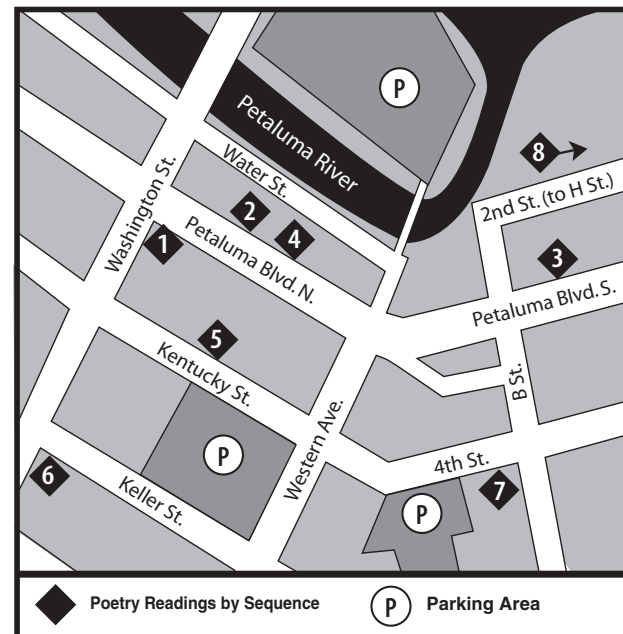 P
Petaluma River
8
Water St.
2nd St. (to H St.)
Washington St.
2
4
1
3
Petaluma Blvd. N.
Petaluma Blvd. S.
5
Kentucky St.
B St.
Western Ave.
P
4th St.
6
7
Keller St.
P
Poetry Readings by Sequence
P Parking Area